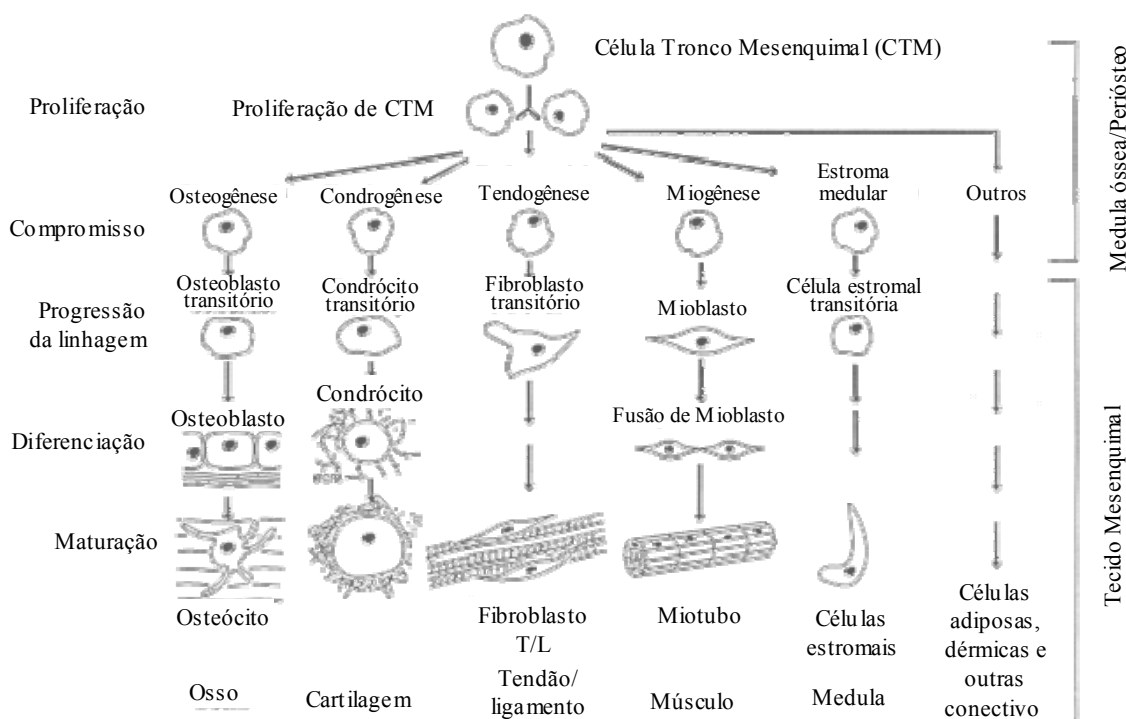 Célula Tronco Mesenquimal (CTM)
Proliferação
Proliferação de CTM
Osteogênese
Condrogênese
Tendogênese
Miogênese
Estroma
medular
Outros
Compromisso
Medula óssea/Periósteo
Osteoblasto
transitório
Condrócito
transitório
Fibroblasto
transitório
Mioblasto
Célula estromal
transitória
Progressão
da linhagem
Condrócito
Osteoblasto
Fusão de Mioblasto
Diferenciação
Tecido Mesenquimal
Maturação
Osteócito
Fibroblasto
T/L
Miotubo
Células
estromais
Células
adiposas,
dérmicas e
outras
conectivo
Osso
Cartilagem
Tendão/
ligamento
Músculo
Medula